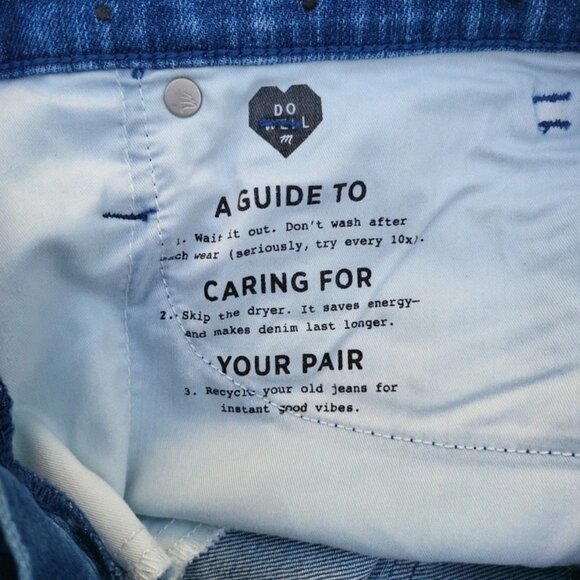 DO
WELL
m
A GUIDE TO
1. Wait it out. Don't wash after
each wear (seriously, try every 10x).
CARING FOR
2. Skip the dryer. It saves energy—
and makes denim last longer.
YOUR PAIR
3. Recycle your old jeans for
instant good vibes.